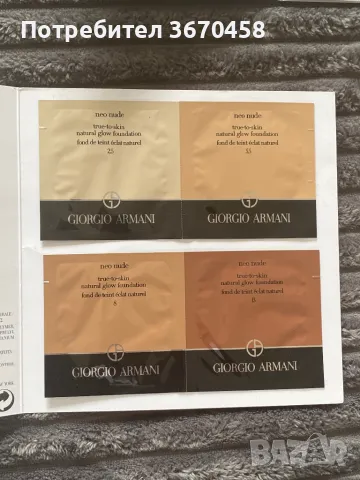 Потребител 3670458
neo nude
true-to-skin
natural glow foundation
fond de teint éclat naturel
GIORGIO ARMANI
neo nude
true-to-skin
natural glow foundation
fond de teint éclat naturel
GIORGIO ARMANI
neo nude
true-to-skin
natural glow foundation
fond de teint éclat naturel
8
GIORGIO ARMANI
neo nude
true-to-skin
natural glow foundation
fond de teint éclat naturel
GIORGIO ARMANI
BAZAR